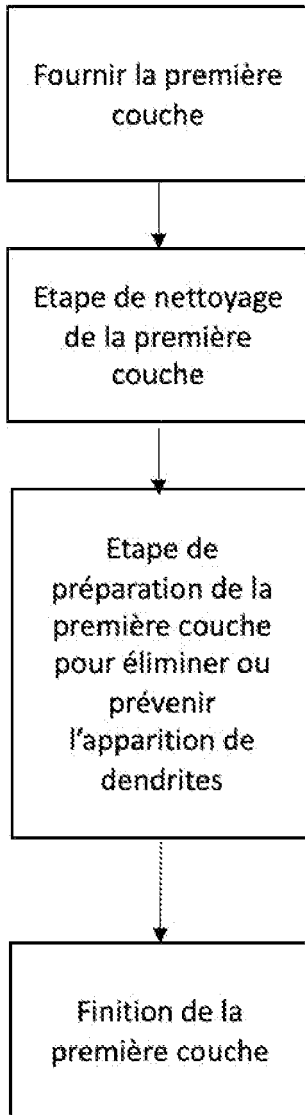 Fournir la première
couche
Etape de nettoyage
de la première
couche
Etape de
préparation de la
première couche
pour éliminer ou
prévenir
l'apparition de
dendrites
Finition de la
première couche